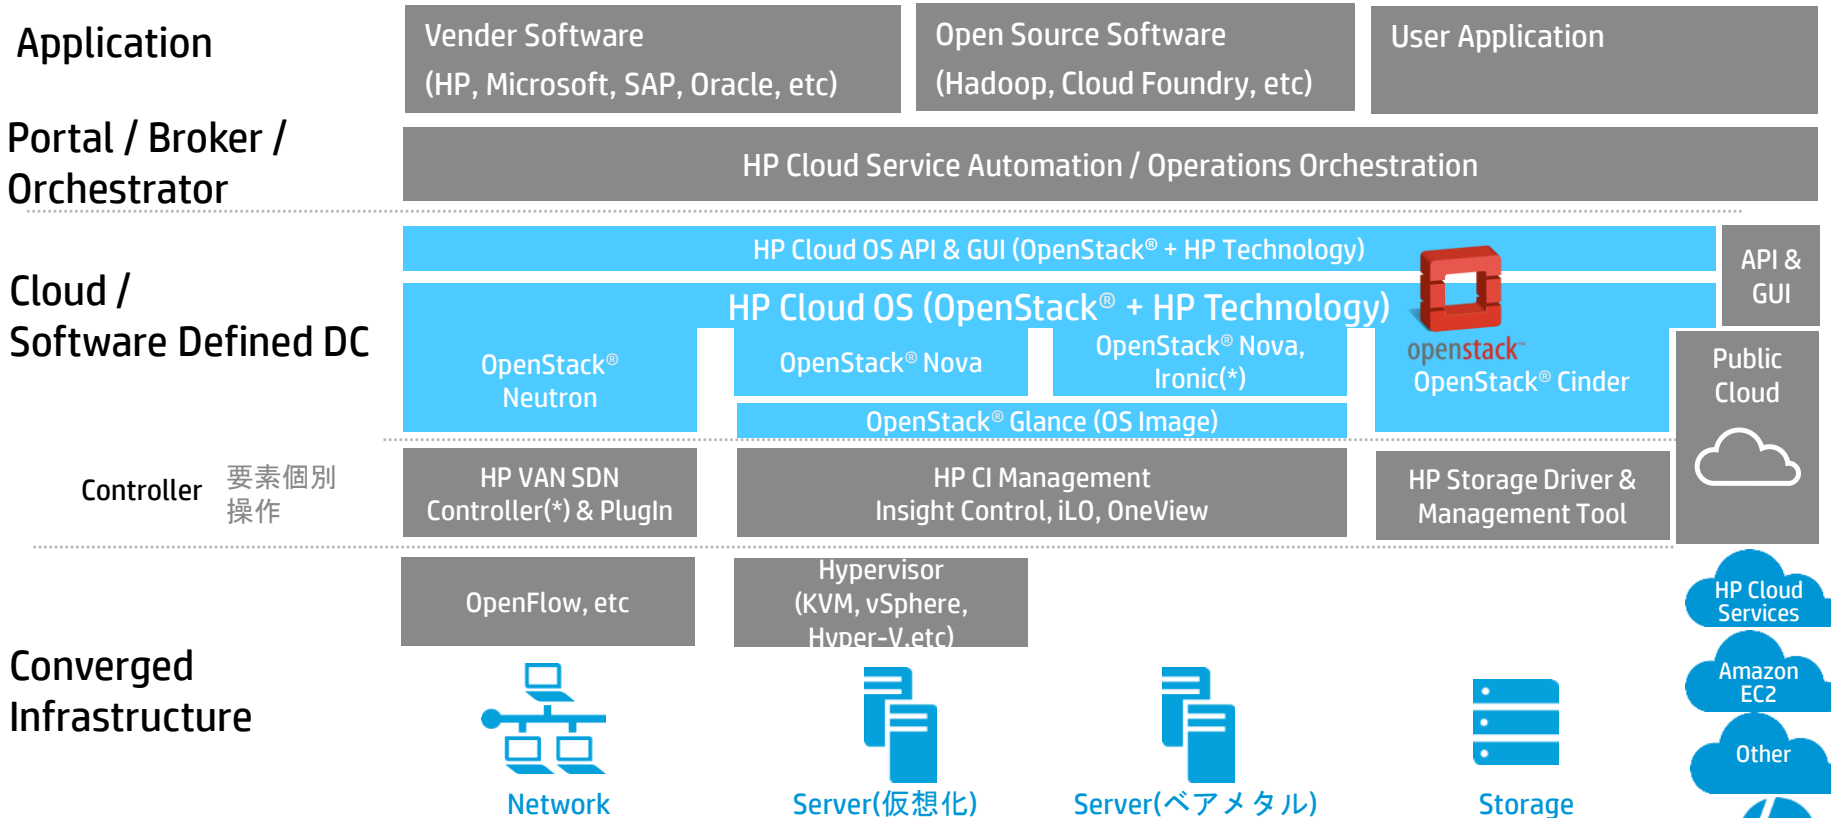 Application
Vender Software
(HP, Microsoft, SAP, Oracle, etc)
Open Source Software
(Hadoop, Cloud Foundry, etc)
User Application
Portal / Broker /
Orchestrator
HP Cloud Service Automation / Operations Orchestration
Cloud /
Software Defined DC
HP Cloud OS API & GUI (OpenStack® + HP Technology)
API &
GUI
HP Cloud OS (OpenStack® + HP Technology)
openstack™
OpenStack®
Neutron
OpenStack® Nova
OpenStack® Nova,
Ironic(*)
OpenStack® Cinder
OpenStack® Glance (OS Image)
Public
Cloud
Controller
要素個別
操作
HP VAN SDN
Controller(*) & PlugIn
HP CI Management
Insight Control, iLO, OneView
HP Storage Driver &
Management Tool
Converged
Infrastructure
OpenFlow, etc
Hypervisor
(KVM, vSphere,
Hyper-V,etc)
HP Cloud
Services
Amazon
EC2
Other
Network
Server(仮想化)
Server(ベアメタル)
Storage